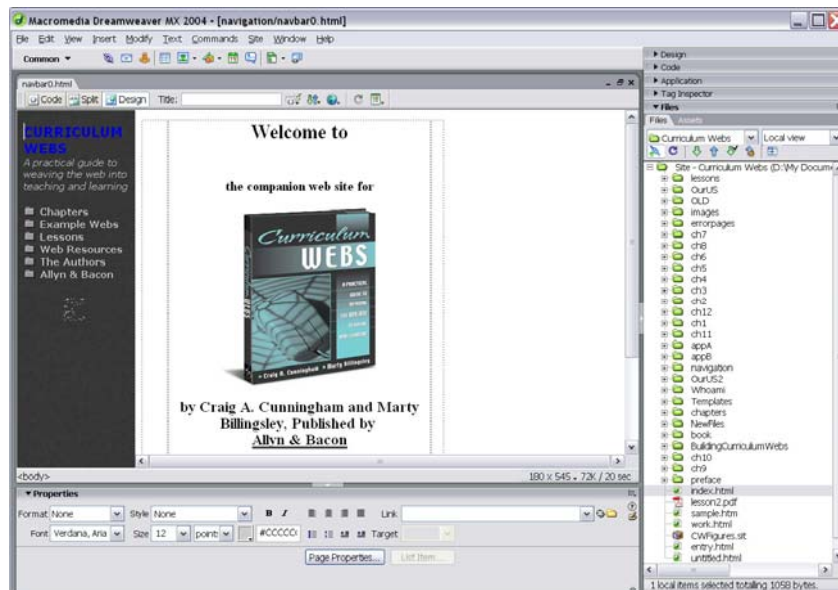 Macromedia Dreamweaver MX 2004 - [navigation/navbar0.html]
File Edit View Insert Modify Text Commands Site Window Help
Common
navbar0.html
Code Split Design Title:
CURRICULUM
WEBS
A practical guide to
weaving the web into
teaching and learning
Chapters
Example Webs
Lessons
Web Resources
The Authors
Allyn & Bacon
Welcome to
the companion web site for
Curriculum
WEBS
A PRACTICAL
GUIDE TO
Craig A. Cunningham Marty Billingsley
by Craig A. Cunningham and Marty
Billingsley, Published by
Allyn & Bacon
<body>
180 x 545 72K / 20 sec
Properties
Format None Style None B I Link
Font Verdana, Aria Size 12 points #CCCCC Target
Page Properties... List Item...
Design
Code
Application
Tag Inspector
Files
Files Assets
Curriculum Webs Local view
Site - Curriculum Webs (D:\My Docume
lessons
OurUS
OLD
images
errorpages
ch7
ch8
ch6
ch5
ch4
ch3
ch2
ch12
ch1
ch11
appA
appB
navigation
OurUS2
Whoami
Templates
chapters
NewFiles
book
BuildingCurriculumWebs
ch10
ch9
preface
index.html
lesson2.pdf
sample.htm
work.html
CWFigures.sit
entry.html
untitled.html
1 local items selected totalling 1058 bytes.